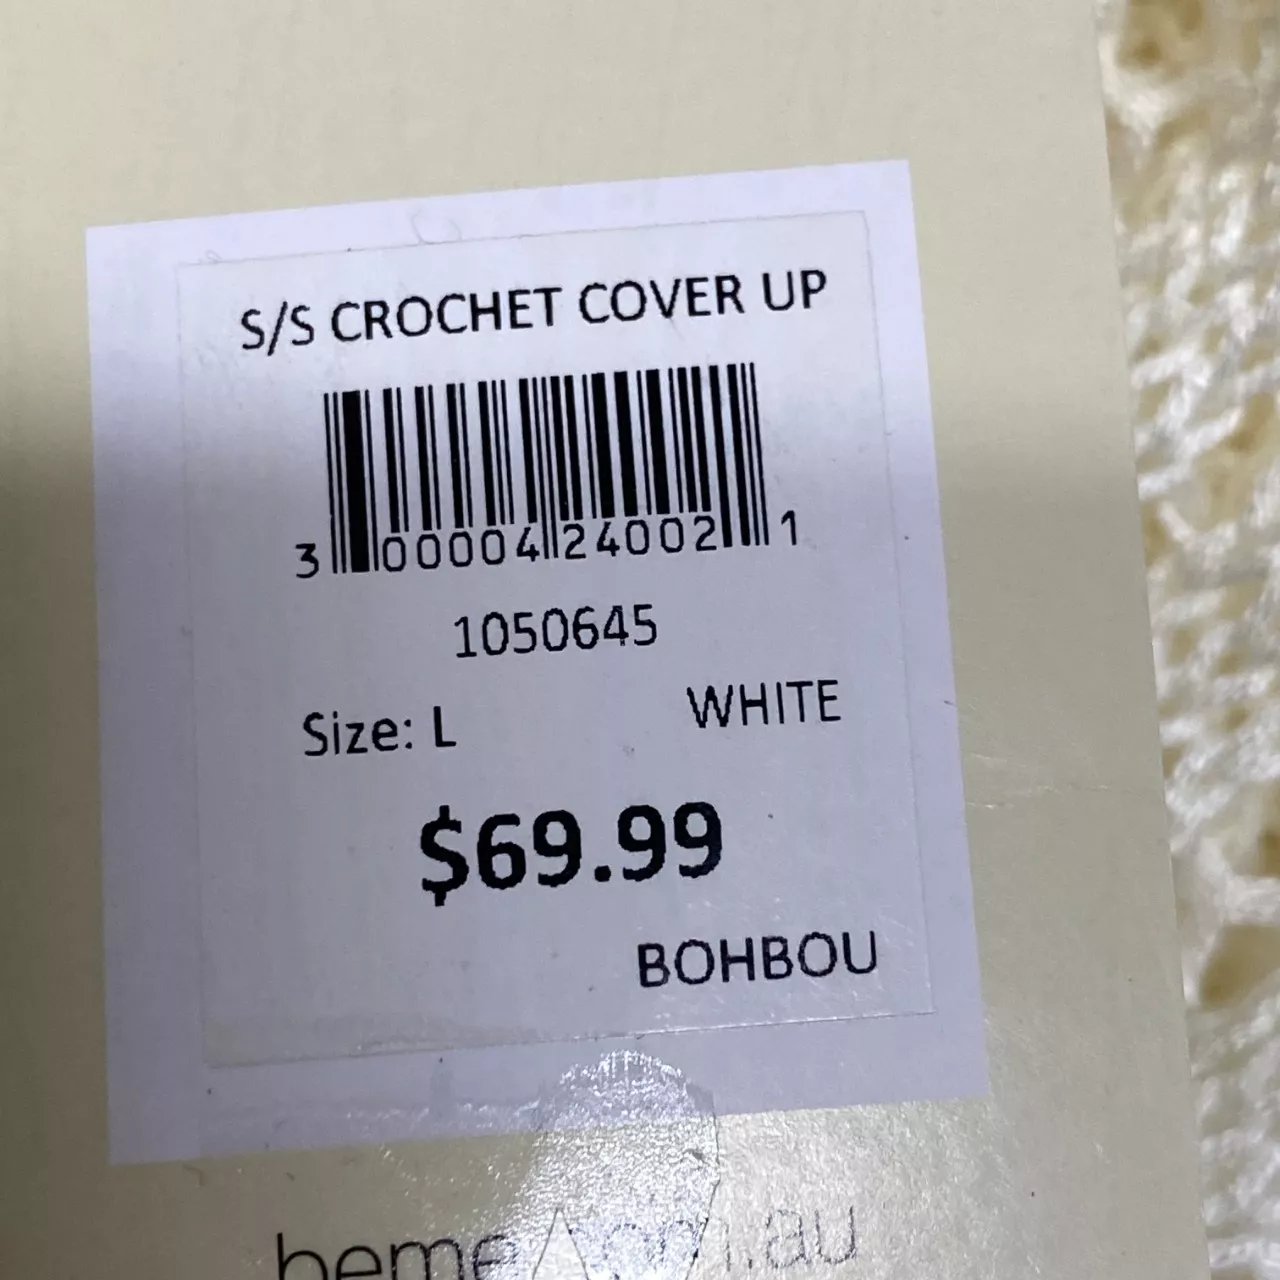 S/S CROCHET COVER UP
3 00004 24002 1
1050645
Size: L
WHITE
$69.99
BOHBOU